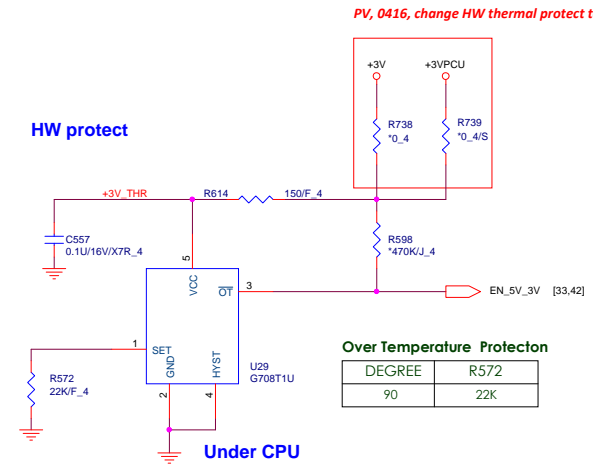 PV, 0416, change HW thermal protect t
+3V
+3VPCU
HW protect
R738
*0_4
R739
*0_4/S
+3V_THR
R614
150/F_4
C557
0.1U/16V/X7R_4
R598
*470K/J_4
5
VCC
OT
3
EN_5V_3V
[33,42]
1
SET
GND
HYST
U29
G708T1U
R572
22K/F_4
2
4
Over Temperature Protecton
DEGREE R572
90 22K
Under CPU